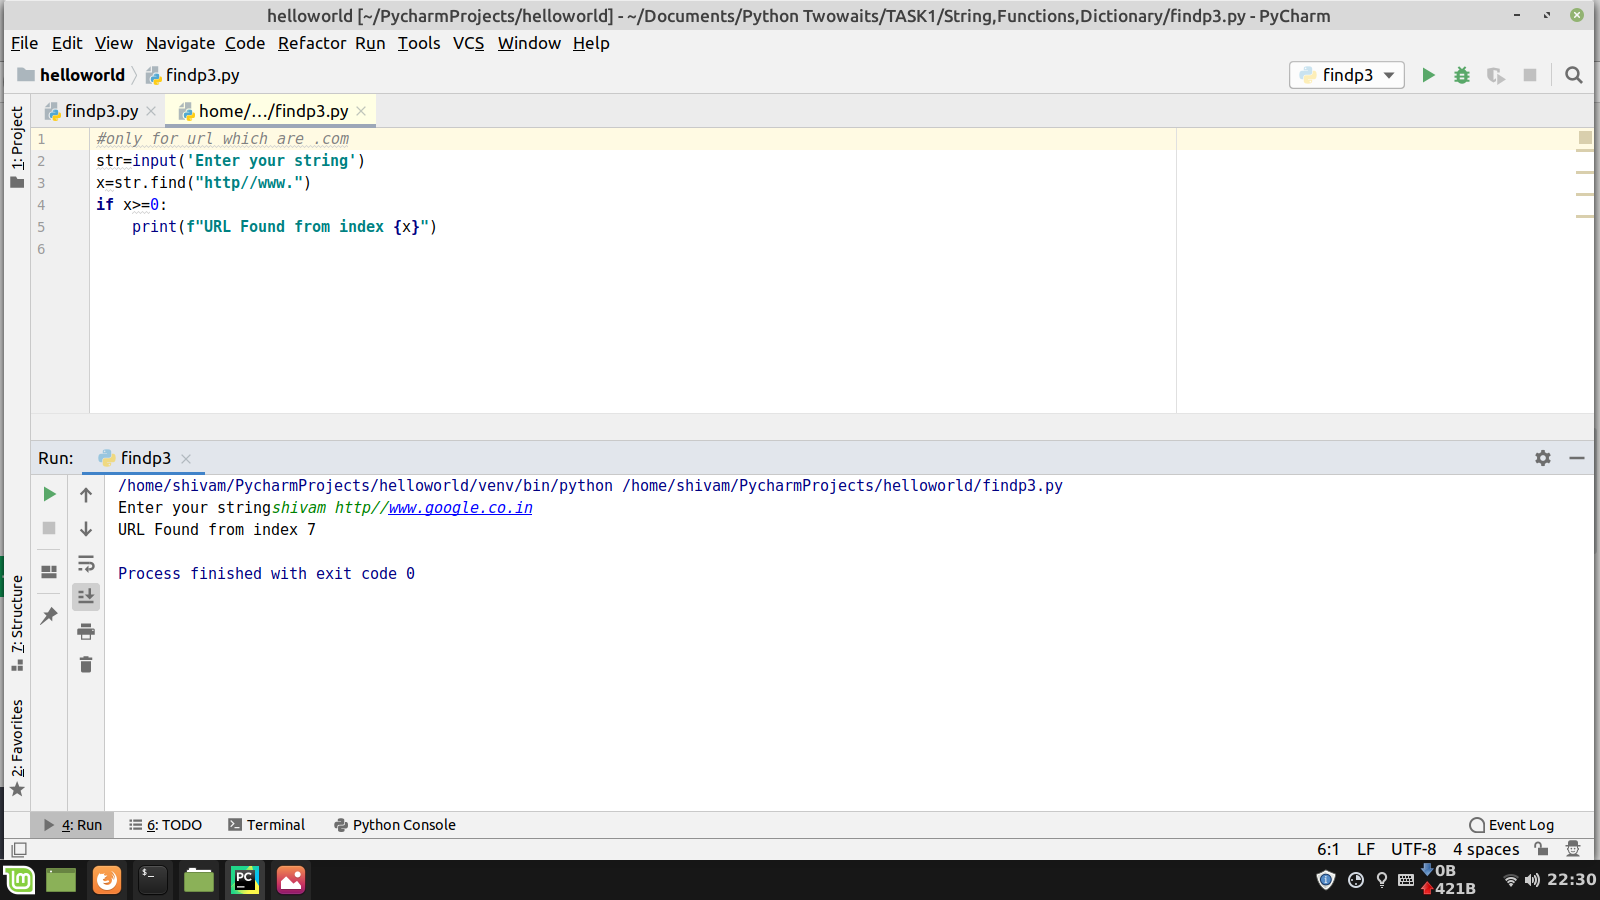 helloworld [~/PycharmProjects/helloworld] - ~/Documents/Python Twowaits/TASK1/String,Functions,Dictionary/findp3.py - PyCharm
File Edit View Navigate Code Refactor Run Tools VCS Window Help
helloworld findp3.py findp3
findp3.py home/.../findp3.py
1: Project
1 #only for url which are .com
2 str=input('Enter your string')
3 x=str.find("http//www.")
4 if x>=0:
5 print(f"URL Found from index {x}")
6
Run: findp3
/home/shivam/PycharmProjects/helloworld/venv/bin/python /home/shivam/PycharmProjects/helloworld/findp3.py
Enter your stringshivam http//www.google.co.in
URL Found from index 7
Process finished with exit code 0
7: Structure
2: Favorites
4: Run 6: TODO Terminal Python Console Event Log
6:1 LF UTF-8 4 spaces
$_ PC 0B
421B 22:30